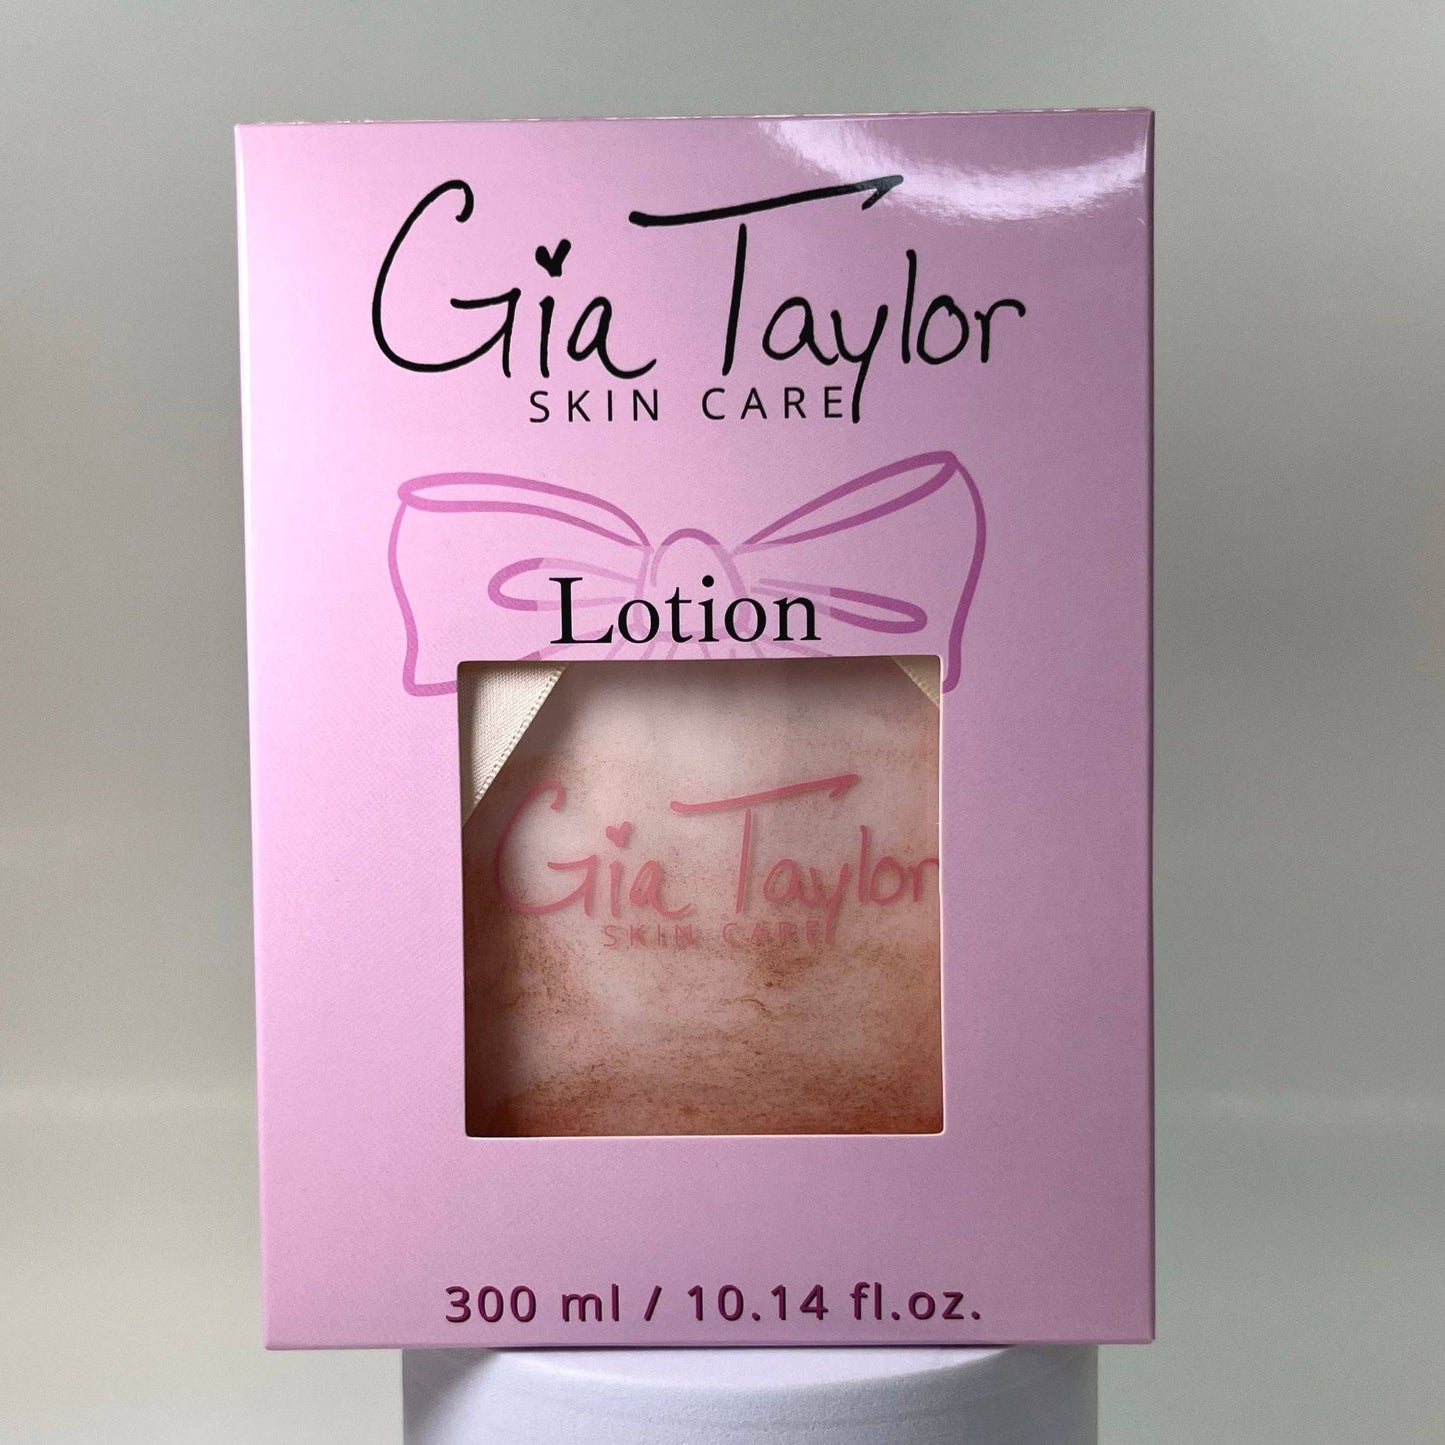 Gia Taylor
SKIN CARE
Lotion
Gia Taylor
SKIN CARE
300 ml / 10.14 fl.oz.